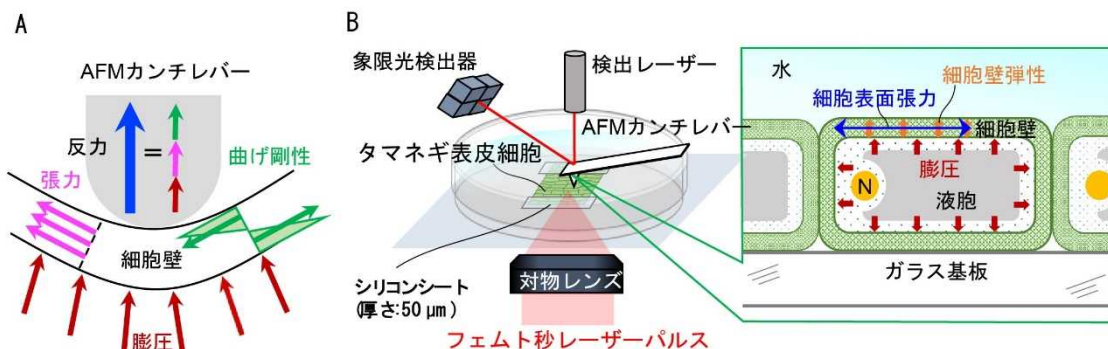 A
AFMカンチレバー
反力
=
張力
曲げ剛性
細胞壁
膨圧
B
象限光検出器
検出レーザー
AFMカンチレバー
タマネギ表皮細胞
シリコンシート
(厚さ:50 μm)
対物レンズ
フェムト秒レーザーパルス
水
細胞壁弾性
細胞表面張力
細胞壁
膨圧
N
液胞
ガラス基板